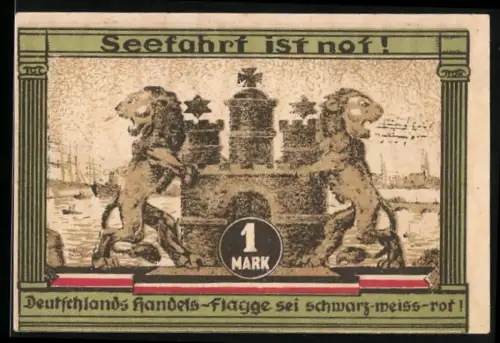 Seefahrt ist not!
1
MARK
Deutschlands Handels-Flagge sei schwarz-weiss-rot!